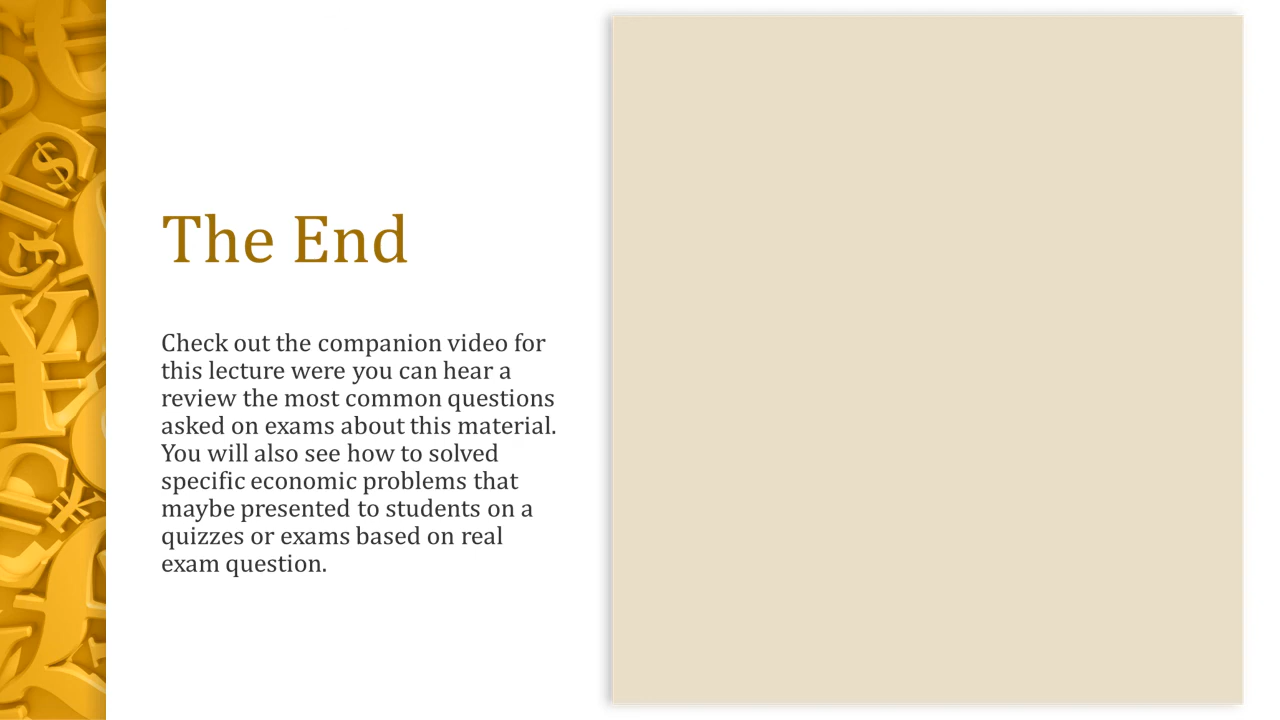 The End
Check out the companion video for
this lecture were you can hear a
review the most common questions
asked on exams about this material.
You will also see how to solved
specific economic problems that
maybe presented to students on a
quizzes or exams based on real
exam question.